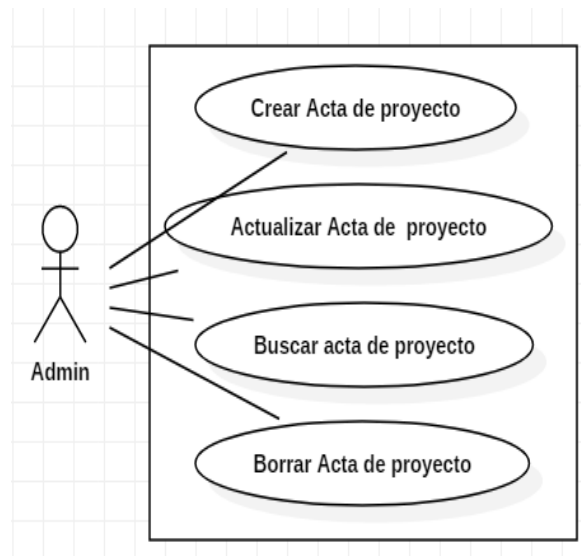 Crear Acta de proyecto
Actualizar Acta de  proyecto
Buscar acta de proyecto
Admin
Borrar Acta de proyecto